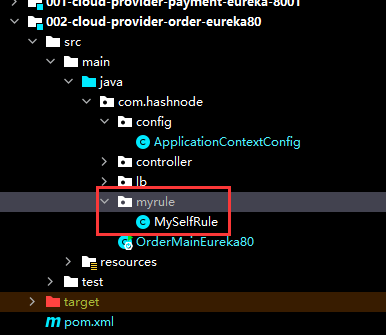 001-cloud-provider-payment-eureka-8001
002-cloud-provider-order-eureka80
src
main
java
com.hashnode
config
ApplicationContextConfig
controller
lb
myrule
MySelfRule
OrderMainEureka80
resources
test
target
pom.xml